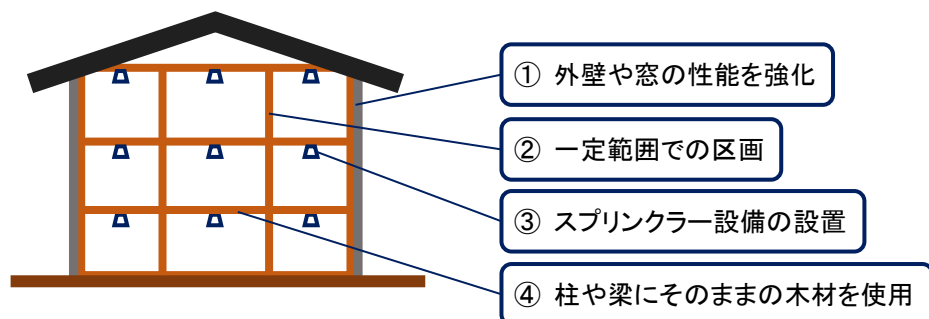 ① 外壁や窓の性能を強化
② 一定範囲での区画
③ スプリンクラー設備の設置
④ 柱や梁にそのままの木材を使用